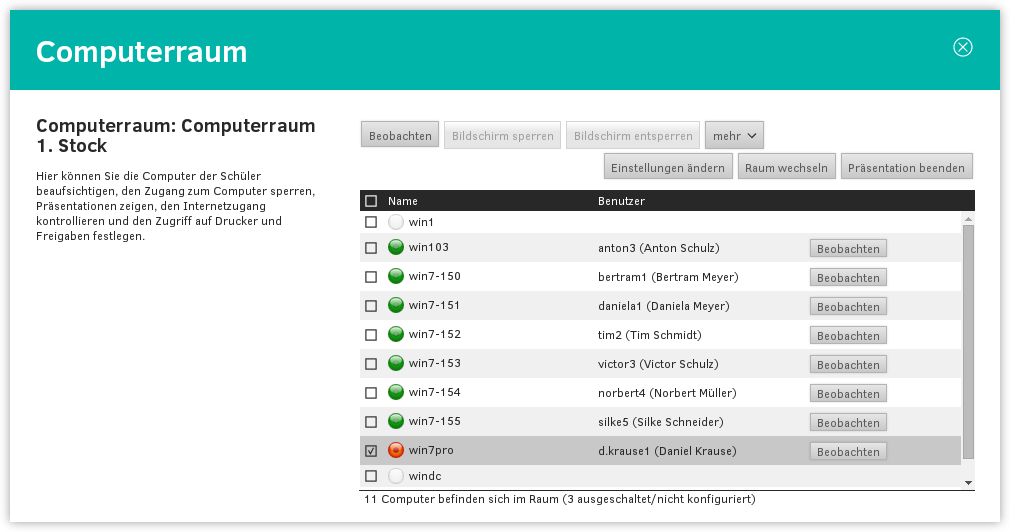 Computerraum
Computerraum: Computerraum
1. Stock
Hier können Sie die Computer der Schüler
beaufsichtigen, den Zugang zum Computer sperren,
Präsentationen zeigen, den Internetzugang
kontrollieren und den Zugriff auf Drucker und
Freigaben festlegen.
Beobachten Bildschirm sperren Bildschirm entsperren mehr
Einstellungen ändern Raum wechseln Präsentation beenden
Name Benutzer
win1
win103 anton3 (Anton Schulz) Beobachten
win7-150 bertram1 (Bertram Meyer) Beobachten
win7-151 daniela1 (Daniela Meyer) Beobachten
win7-152 tim2 (Tim Schmidt) Beobachten
win7-153 victor3 (Victor Schulz) Beobachten
win7-154 norbert4 (Norbert Müller) Beobachten
win7-155 silke5 (Silke Schneider) Beobachten
win7pro d.krause1 (Daniel Krause) Beobachten
windc
11 Computer befinden sich im Raum (3 ausgeschaltet/nicht konfiguriert)